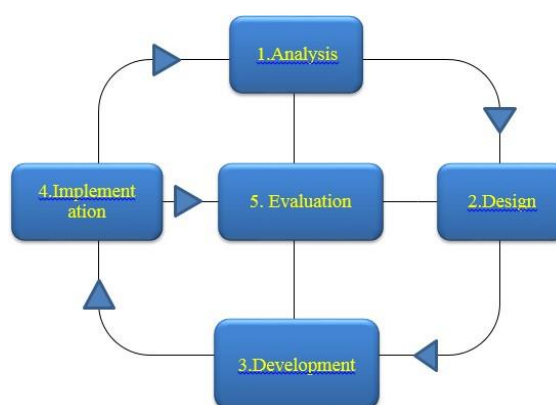 1.Analysis
4.Implement
ation
5. Evaluation
2.Design
3.Development